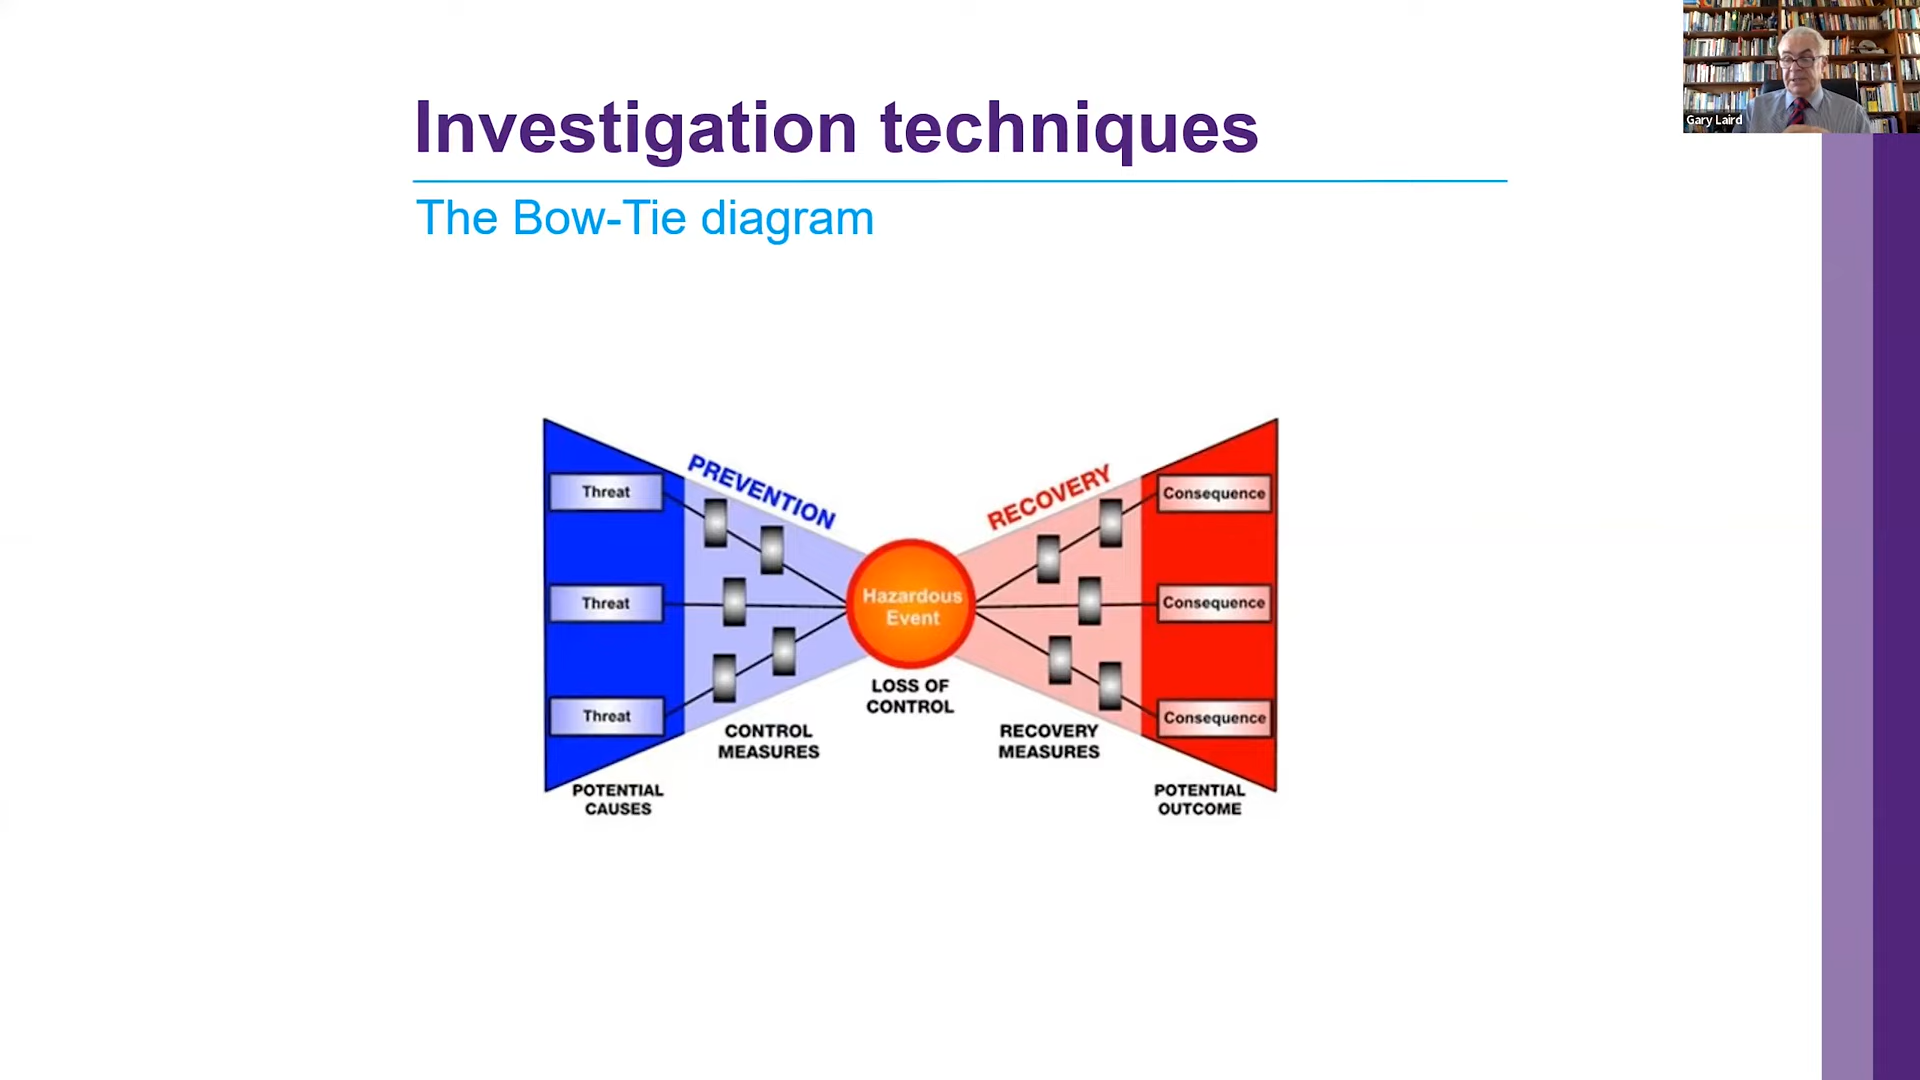 Investigation techniques
The Bow-Tie diagram
Gary Laird
PREVENTION
RECOVERY
Threat
Threat
Threat
Hazardous
Event
Consequence
Consequence
Consequence
LOSS OF
CONTROL
CONTROL
MEASURES
RECOVERY
MEASURES
POTENTIAL
CAUSES
POTENTIAL
OUTCOME